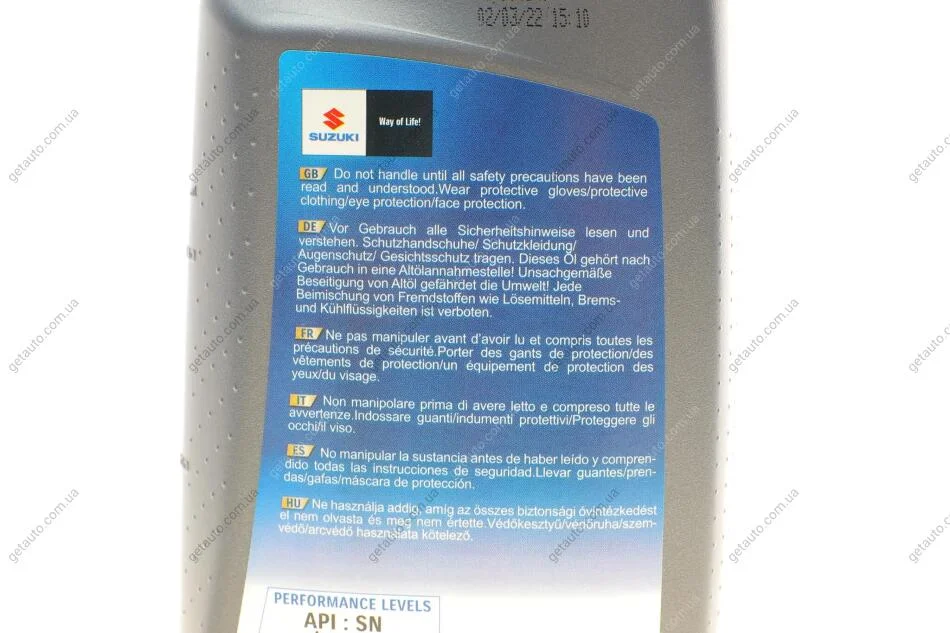 02/03/22 15:10
SUZUKI
Way of Life!
GB Do not handle until all safety precautions have been
read and understood.Wear protective gloves/protective
clothing/eye protection/face protection.
DE Vor Gebrauch alle Sicherheitshinweise lesen und
verstehen. Schutzhandschuhe/ Schutzkleidung/
Augenschutz/ Gesichtsschutz tragen. Dieses Öl gehört nach
Gebrauch in eine Altölannahmestelle! Unsachgemäße
Beseitigung von Altöl gefährdet die Umwelt! Jede
Beimischung von Fremdstoffen wie Lösemitteln, Brems-
und Kühlflüssigkeiten ist verboten.
FR Ne pas manipuler avant d'avoir lu et compris toutes les
précautions de sécurité.Porter des gants de protection/des
vêtements de protection/un équipement de protection des
yeux/du visage.
IT Non manipolare prima di avere letto e compreso tutte le
avvertenze.Indossare guanti/indumenti protettivi/Proteggere gli
occhi/il viso.
ES No manipular la sustancia antes de haber leído y compren-
dido todas las instrucciones de seguridad.Llevar guantes/pren-
das/gafas/máscara de protección.
HU Ne használja addig, amíg az összes biztonsági óvintézkedést
el nem olvasta és meg nem értette.Védőkesztyű/védőruha/szem-
védő/arcvédő használata kötelező.
PERFORMANCE LEVELS
API : SN
getauto.com.ua